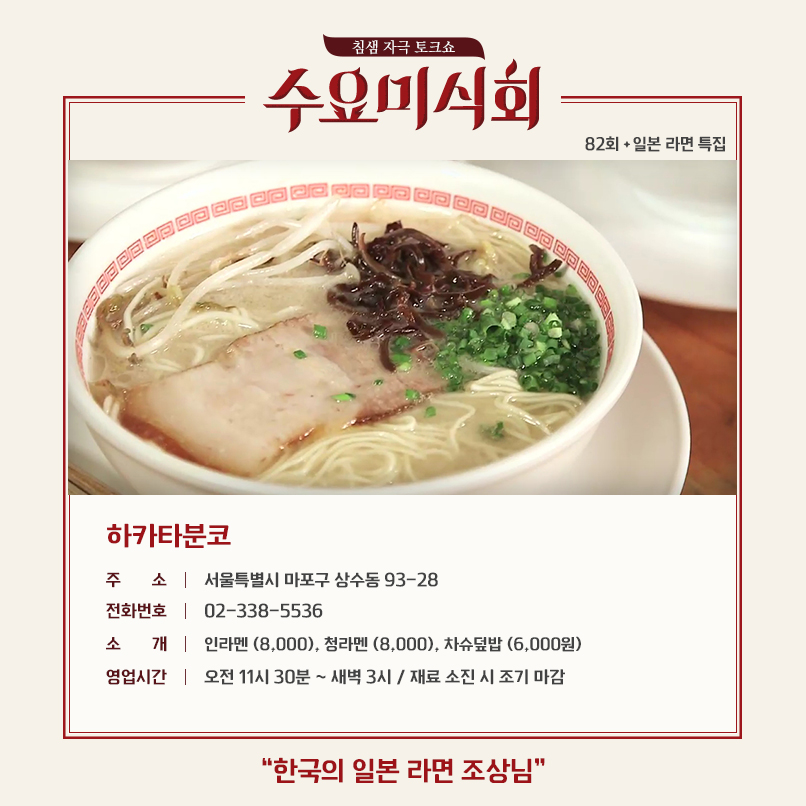 침샘 자극 토크쇼
수요미식회
82회 + 일본 라면 특집
하카타분코
주 소 | 서울특별시 마포구 상수동 93-28
전화번호 | 02-338-5536
소 개 | 인라멘 (8,000), 청라멘 (8,000), 차슈덮밥 (6,000원)
영업시간 | 오전 11시 30분 ~ 새벽 3시 / 재료 소진 시 조기 마감
“한국의 일본 라면 조상님”